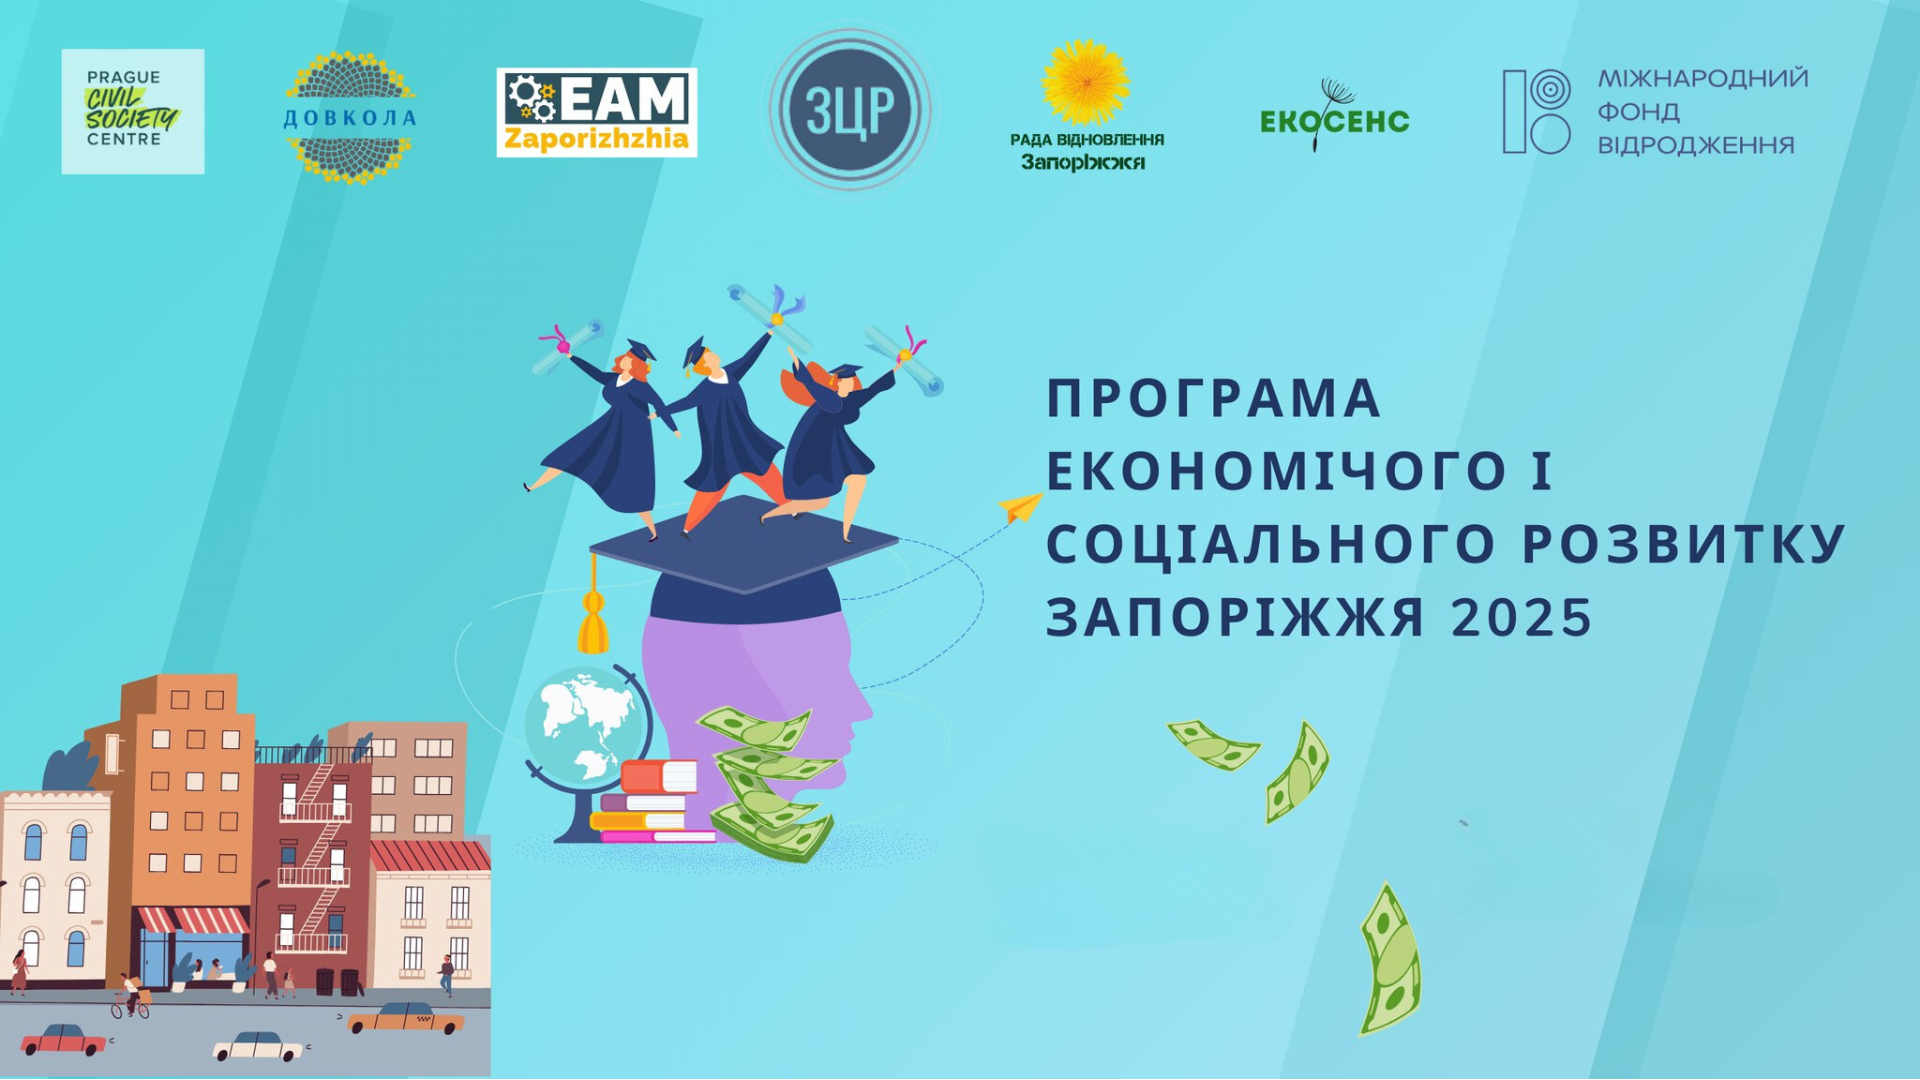 PRAGUE
CIVIL
SOCIETY
CENTRE
ДОВКОЛА
EAM
Zaporizhzhia
ЗЦР
РАДА ВІДНОВЛЕННЯ
Запоріжжя
ЕКОСЕНС
МІЖНАРОДНИЙ
ФОНД
ВІДРОДЖЕННЯ
ПРОГРАМА
ЕКОНОМІЧОГО І
СОЦІАЛЬНОГО РОЗВИТКУ
ЗАПОРІЖЖЯ 2025